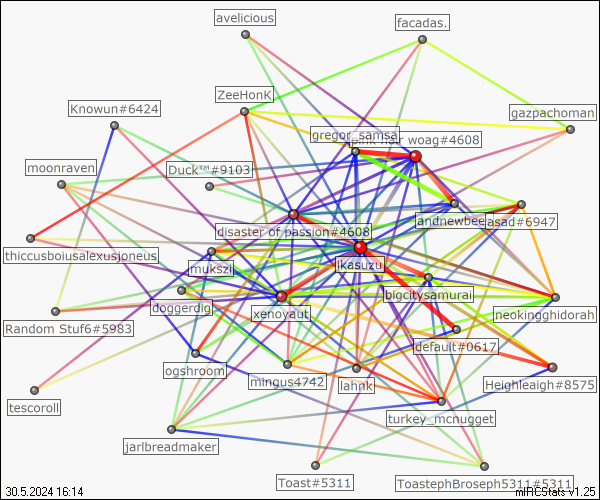 avelicious
facadas.
ZeeHonK
Knowun#6424
gazpachoman
gregor_samsa
woag#4608
moonraven
Duck™#9103
andnewbee
asad#6947
disaster of passion#4608
thiccusboiusalexusjoneus
mukszi
ikasuzu
doggerdig
xenoyaut
bigcitysamurai
neokingghidorah
Random Stuf6#5983
default#0617
ogshroom
mingus4742
lahnk
Heighleaigh#8575
tescoroll
turkey_mcnugget
jarlbreadmaker
Toast#5311
ToastephBroseph5311#5311
30.5.2024 16:14
mIRCStats v1.25